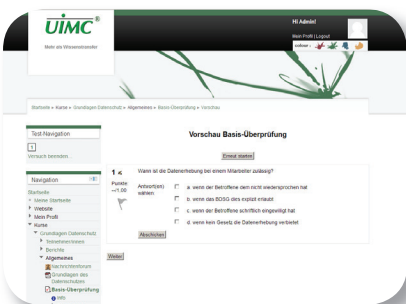 UIMC®
Mehr als Wissenstransfer
Hi Admin!
Mein Profil | Logout
colour :
Startseite » Kurse » Grundlagen Datenschutz » Allgemeines » Basis-Überprüfung » Vorschau
Test-Navigation
1
Versuch beenden ...
Navigation
Startseite
Meine Startseite
Website
Mein Profil
Kurse
Grundlagen Datenschutz
Teilnehmer/innen
Berichte
Allgemeines
Nachrichtenforum
Grundlagen des
Datenschutzes
Basis-Überprüfung
Info
Vorschau Basis-Überprüfung
Erneut starten
1
Punkte:
--/1,00
Wann ist die Datenerhebung bei einem Mitarbeiter zulässig?
Antwort(en)
wählen:
a. wenn der Betroffene dem nicht widersprochen hat
b. wenn das BDSG dies explizit erlaubt
c. wenn der Betroffene schriftlich eingewilligt hat
d. wenn kein Gesetz die Datenerhebung verbietet
Abschicken
Weiter